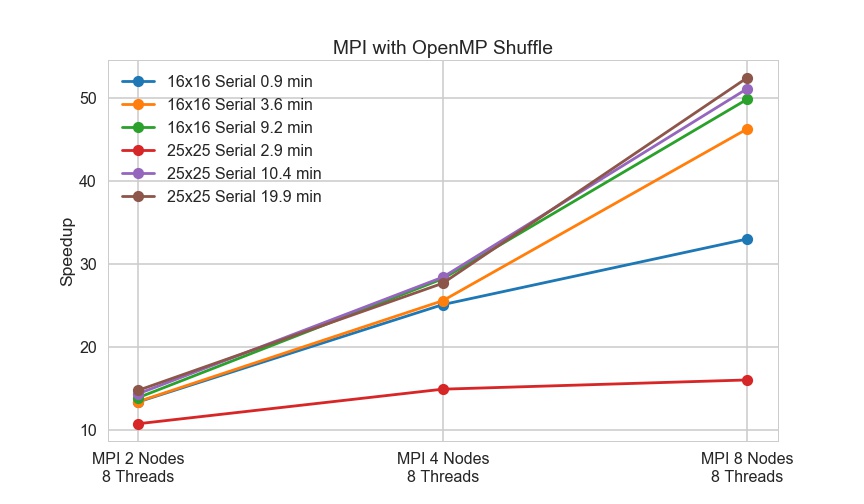 MPI with OpenMP Shuffle
16x16 Serial 0.9 min
16x16 Serial 3.6 min
16x16 Serial 9.2 min
25x25 Serial 2.9 min
25x25 Serial 10.4 min
25x25 Serial 19.9 min
Speedup
50
40
30
20
10
MPI 2 Nodes
8 Threads
MPI 4 Nodes
8 Threads
MPI 8 Nodes
8 Threads